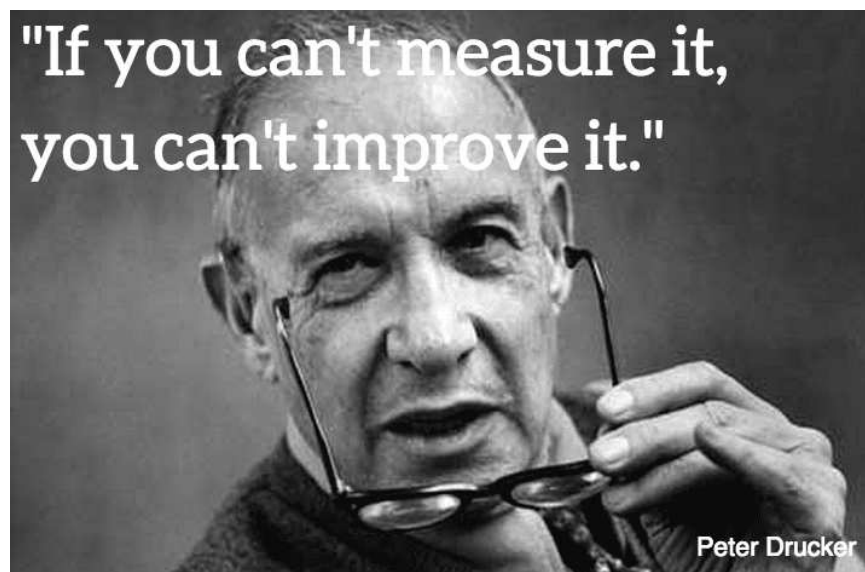 "If you can't measure it,
you can't improve it."
Peter Drucker